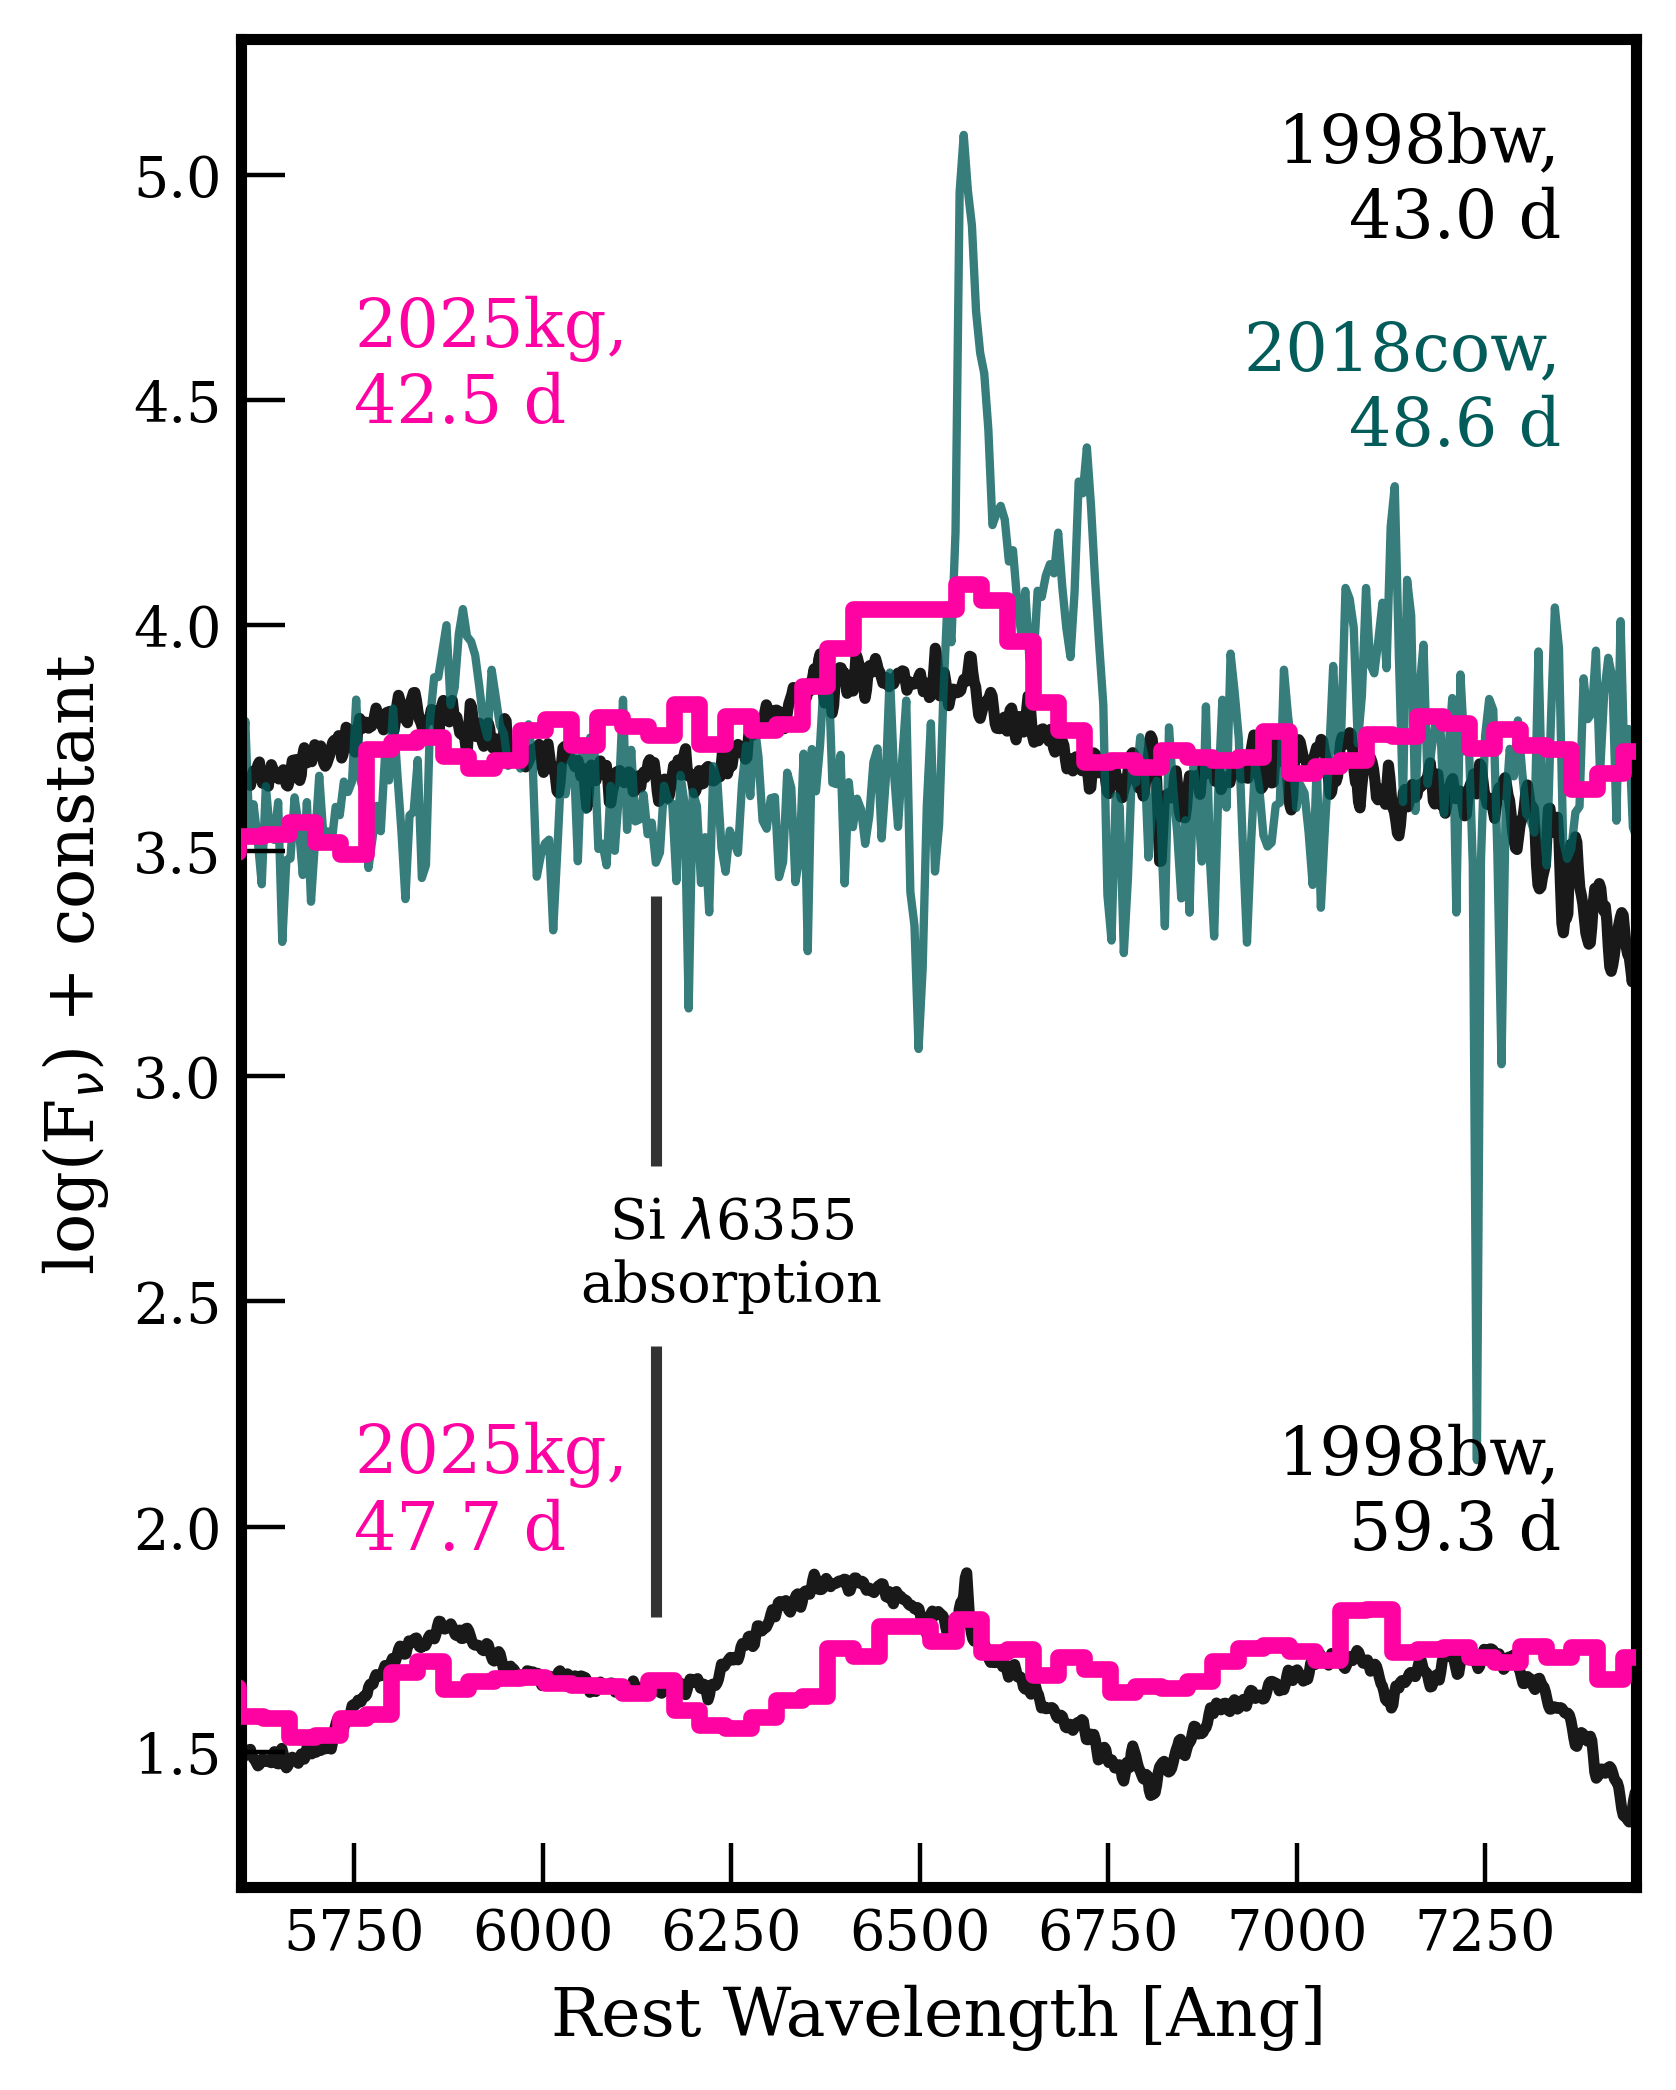 1998bw,
43.0 d
2025kg,
42.5 d
2018cow,
48.6 d
Si λ6355
absorption
2025kg,
47.7 d
1998bw,
59.3 d
log(Fν) + constant
5.0
4.5
4.0
3.5
3.0
2.5
2.0
1.5
5750 6000 6250 6500 6750 7000 7250
Rest Wavelength [Ang]